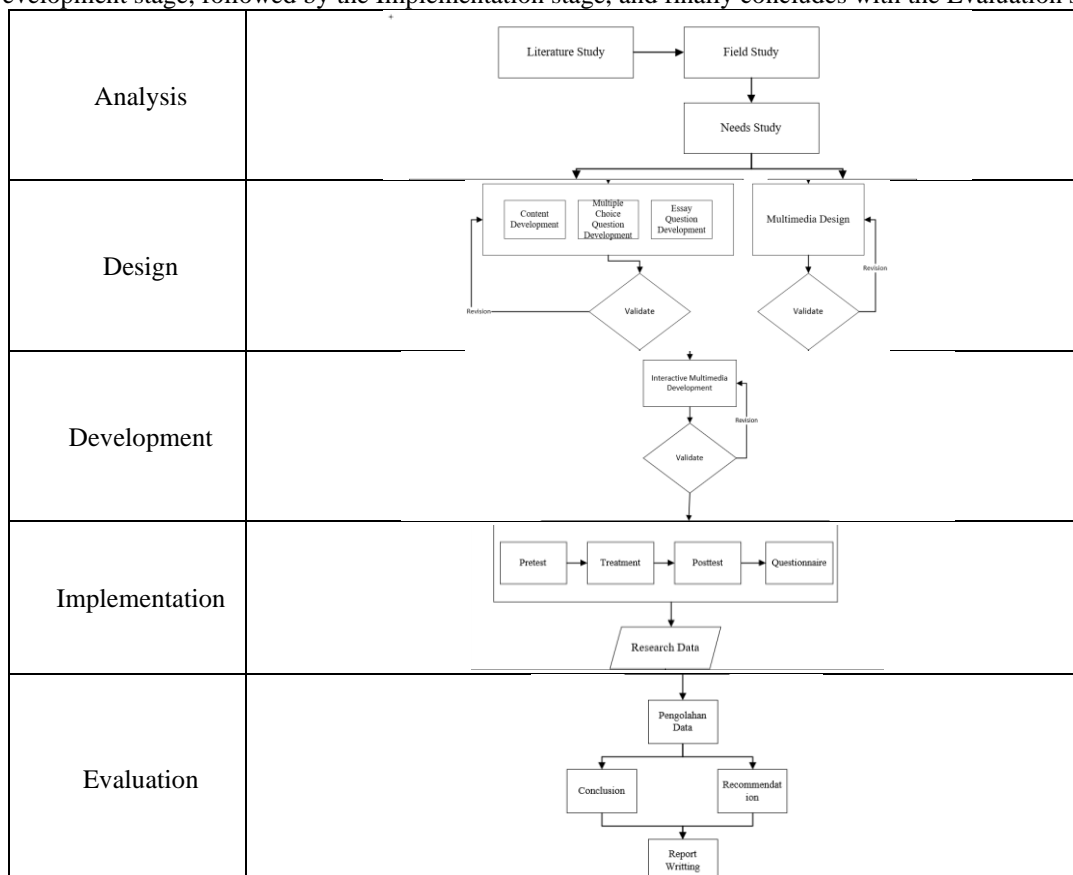 evelopment stage, followed by the Implementation stage, and finally concludes with the Evaluation s
Analysis
Literature Study
Field Study
Needs Study
Design
Content
Development
Multiple
Choice
Question
Development
Essay
Question
Development
Multimedia Design
Revision
Validate
Revision
Validate
Development
Interactive Multimedia
Development
Revision
Validate
Implementation
Pretest
Treatment
Posttest
Questionnaire
Research Data
Evaluation
Pengolahan
Data
Conclusion
Recommendat
ion
Report
Writting